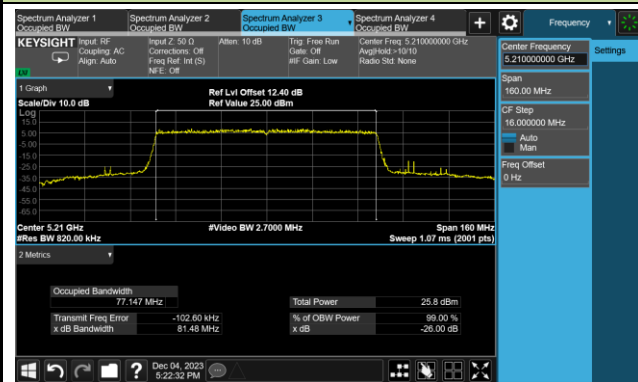 Spectrum Analyzer 1
Occupied BW
Spectrum Analyzer 2
Occupied BW
Spectrum Analyzer 3
Occupied BW
Spectrum Analyzer 4
Occupied BW
Frequency
KEYSIGHT
Input: RF
Coupling: AC
Align: Auto
Input Z: 50 Ω
Corrections: Off
Freq Ref: Int (S)
NFE: Off
Atten: 10 dB
Trig: Free Run
Gate: Off
#IF Gain: Low
Center Freq: 5.210000000 GHz
Avg|Hold:>10/10
Radio Std: None
Center Frequency
5.210000000 GHz
Settings
Span
160.00 MHz
CF Step
16.000000 MHz
Auto
Man
Freq Offset
0 Hz
1 Graph
Scale/Div 10.0 dB
Ref Lvl Offset 12.40 dB
Ref Value 25.00 dBm
Log
15.0
5.00
-5.00
-15.0
-25.0
-35.0
-45.0
-55.0
-65.0
Center 5.21 GHz
#Video BW 2.7000 MHz
Span 160 MHz
#Res BW 820.00 kHz
Sweep 1.07 ms (2001 pts)
2 Metrics
Occupied Bandwidth
77.147 MHz
Total Power
25.8 dBm
Transmit Freq Error
-102.60 kHz
% of OBW Power
99.00 %
x dB Bandwidth
81.48 MHz
x dB
-26.00 dB
Dec 04, 2023
5:22:32 PM